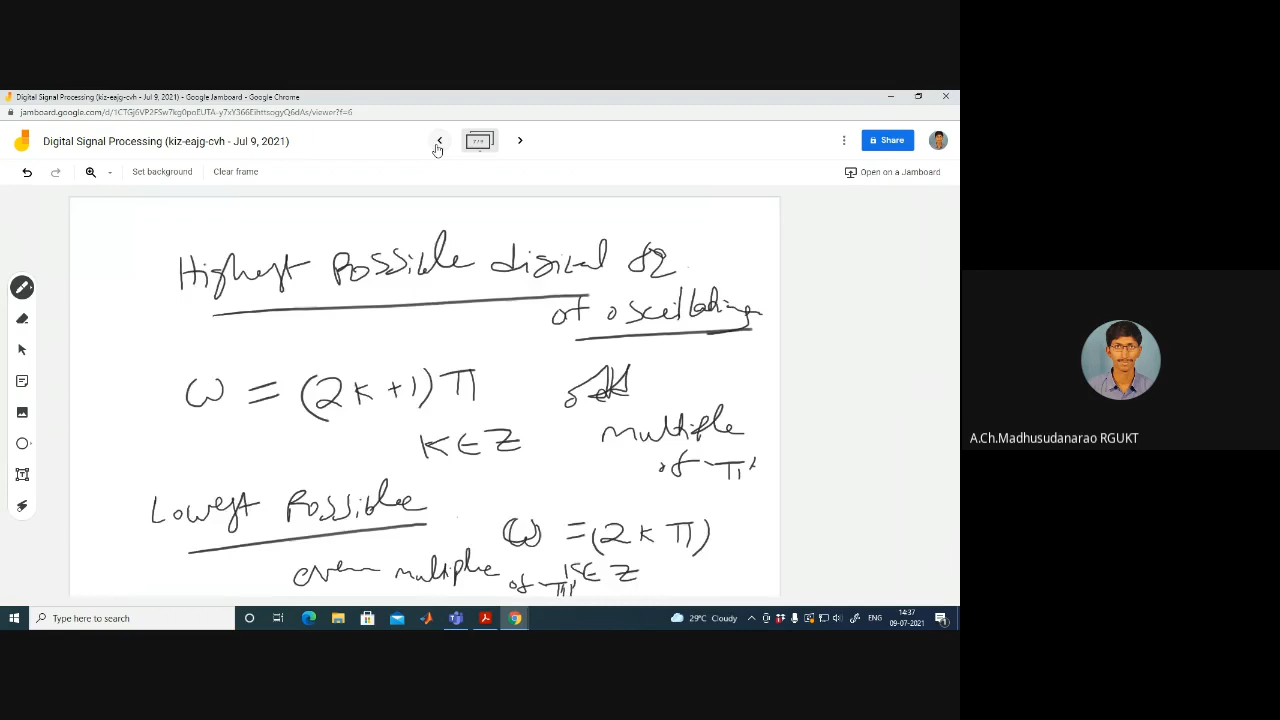 Digital Signal Processing (kiz-eajg-cvh - Jul 9, 2021) - Google Jamboard - Google Chrome
Digital Signal Processing (kiz-eajg-cvh - Jul 9, 2021)
7 / 9
Share
Set background
Clear frame
Open on a Jamboard
Highest Possible digital
of oscillations
ω = (2k+1) π
odd
K ∈ Z
multiple
of 'π'
Lowest Possible
ω = (2kπ)
even multiple
of 'π'
K ∈ Z
A.Ch.Madhusudanarao RGUKT
Type here to search
29°C Cloudy
ENG
14:37
09-07-2021